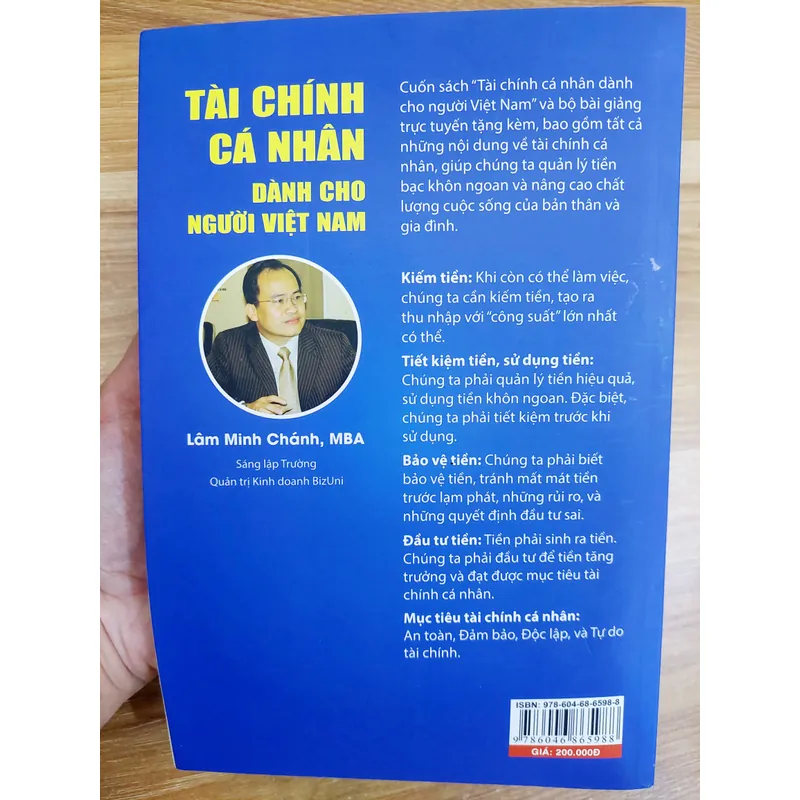 TÀI CHÍNH
CÁ NHÂN
DÀNH CHO
NGƯỜI VIỆT NAM
Lâm Minh Chánh, MBA
Sáng lập Trường
Quản trị Kinh doanh BizUni
Cuốn sách “Tài chính cá nhân dành
cho người Việt Nam” và bộ bài giảng
trực tuyến tặng kèm, bao gồm tất cả
những nội dung về tài chính cá
nhân, giúp chúng ta quản lý tiền
bạc khôn ngoan và nâng cao chất
lượng cuộc sống của bản thân và
gia đình.
Kiếm tiền: Khi còn có thể làm việc,
chúng ta cần kiếm tiền, tạo ra
thu nhập với “công suất” lớn nhất
có thể.
Tiết kiệm tiền, sử dụng tiền:
Chúng ta phải quản lý tiền hiệu quả,
sử dụng tiền khôn ngoan. Đặc biệt,
chúng ta phải tiết kiệm trước khi
sử dụng.
Bảo vệ tiền: Chúng ta phải biết
bảo vệ tiền, tránh mất mát tiền
trước lạm phát, những rủi ro, và
những quyết định đầu tư sai.
Đầu tư tiền: Tiền phải sinh ra tiền.
Chúng ta phải đầu tư để tiền tăng
trưởng và đạt được mục tiêu tài
chính cá nhân.
Mục tiêu tài chính cá nhân:
An toàn, Đảm bảo, Độc lập, và Tự do
tài chính.
ISBN: 978-604-68-6598-8
9 786046 865988
GIÁ: 200.000Đ